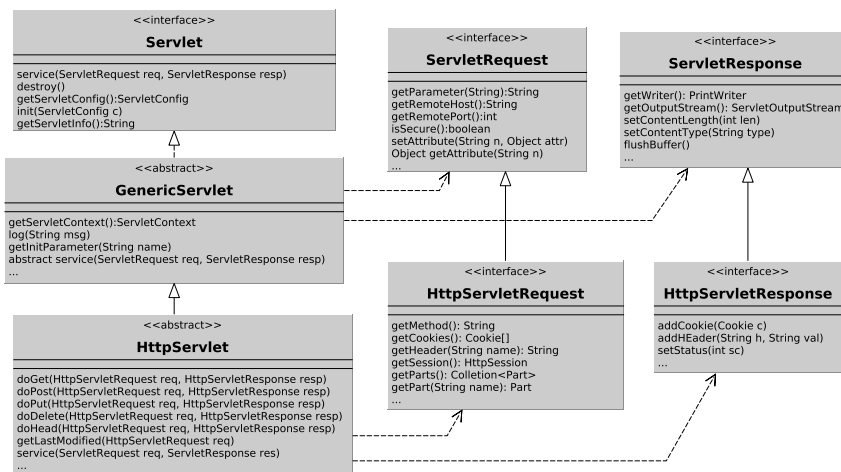 <<interface>>
Servlet
service(ServletRequest req, ServletResponse resp)
destroy()
getServletConfig():ServletConfig
init(ServletConfig c)
getServletInfo():String
<<interface>>
ServletRequest
getParameter(String):String
getRemoteHost():String
getRemotePort():int
isSecure():boolean
setAttribute(String n, Object attr)
Object getAttribute(String n)
...
<<interface>>
ServletResponse
getWriter(): PrintWriter
getOutputStream(): ServletOutputStream
setContentLength(int len)
setContentType(String type)
flushBuffer()
...
<<abstract>>
GenericServlet
getServletContext():ServletContext
log(String msg)
getInitParameter(String name)
abstract service(ServletRequest req, ServletResponse resp)
...
<<interface>>
HttpServletRequest
getMethod(): String
getCookies(): Cookie[]
getHeader(String name): String
getSession(): HttpSession
getParts(): Colletion<Part>
getPart(String name): Part
...
<<interface>>
HttpServletResponse
addCookie(Cookie c)
addHEader(String h, String val)
setStatus(int sc)
...
<<abstract>>
HttpServlet
doGet(HttpServletRequest req, HttpServletResponse resp)
doPost(HttpServletRequest req, HttpServletResponse resp)
doPut(HttpServletRequest req, HttpServletResponse resp)
doDelete(HttpServletRequest req, HttpServletResponse resp)
doHead(HttpServletRequest req, HttpServletResponse resp)
getLastModified(HttpServletRequest req)
service(ServletRequest req, ServletResponse res)
...